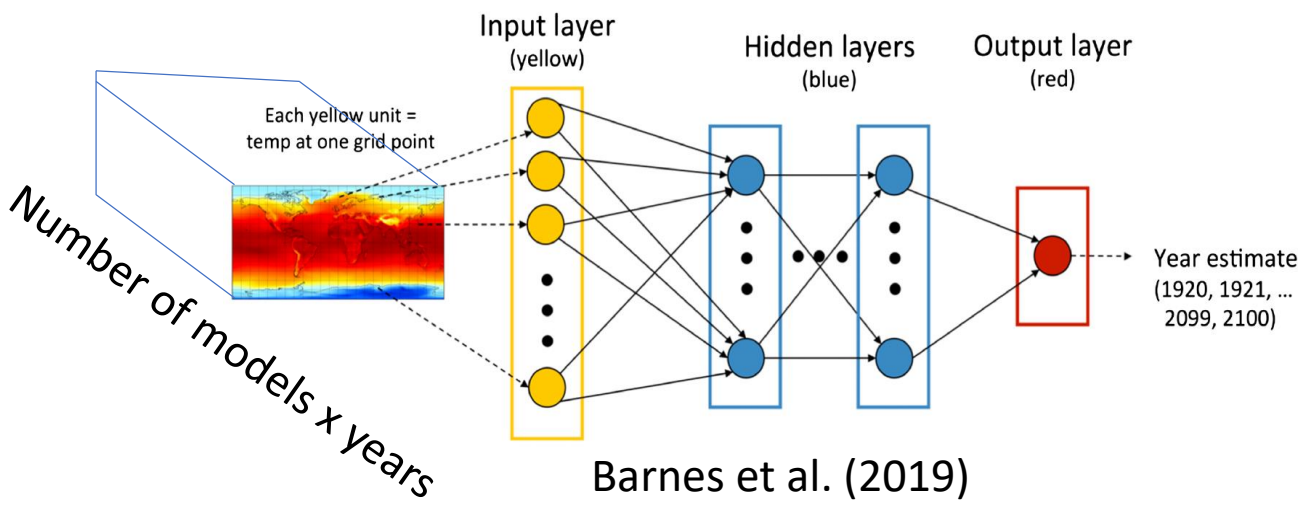 Input layer
(yellow)
Hidden layers
(blue)
Output layer
(red)
Each yellow unit =
temp at one grid point
Number of models x years
Year estimate
(1920, 1921, ...
2099, 2100)
Barnes et al. (2019)